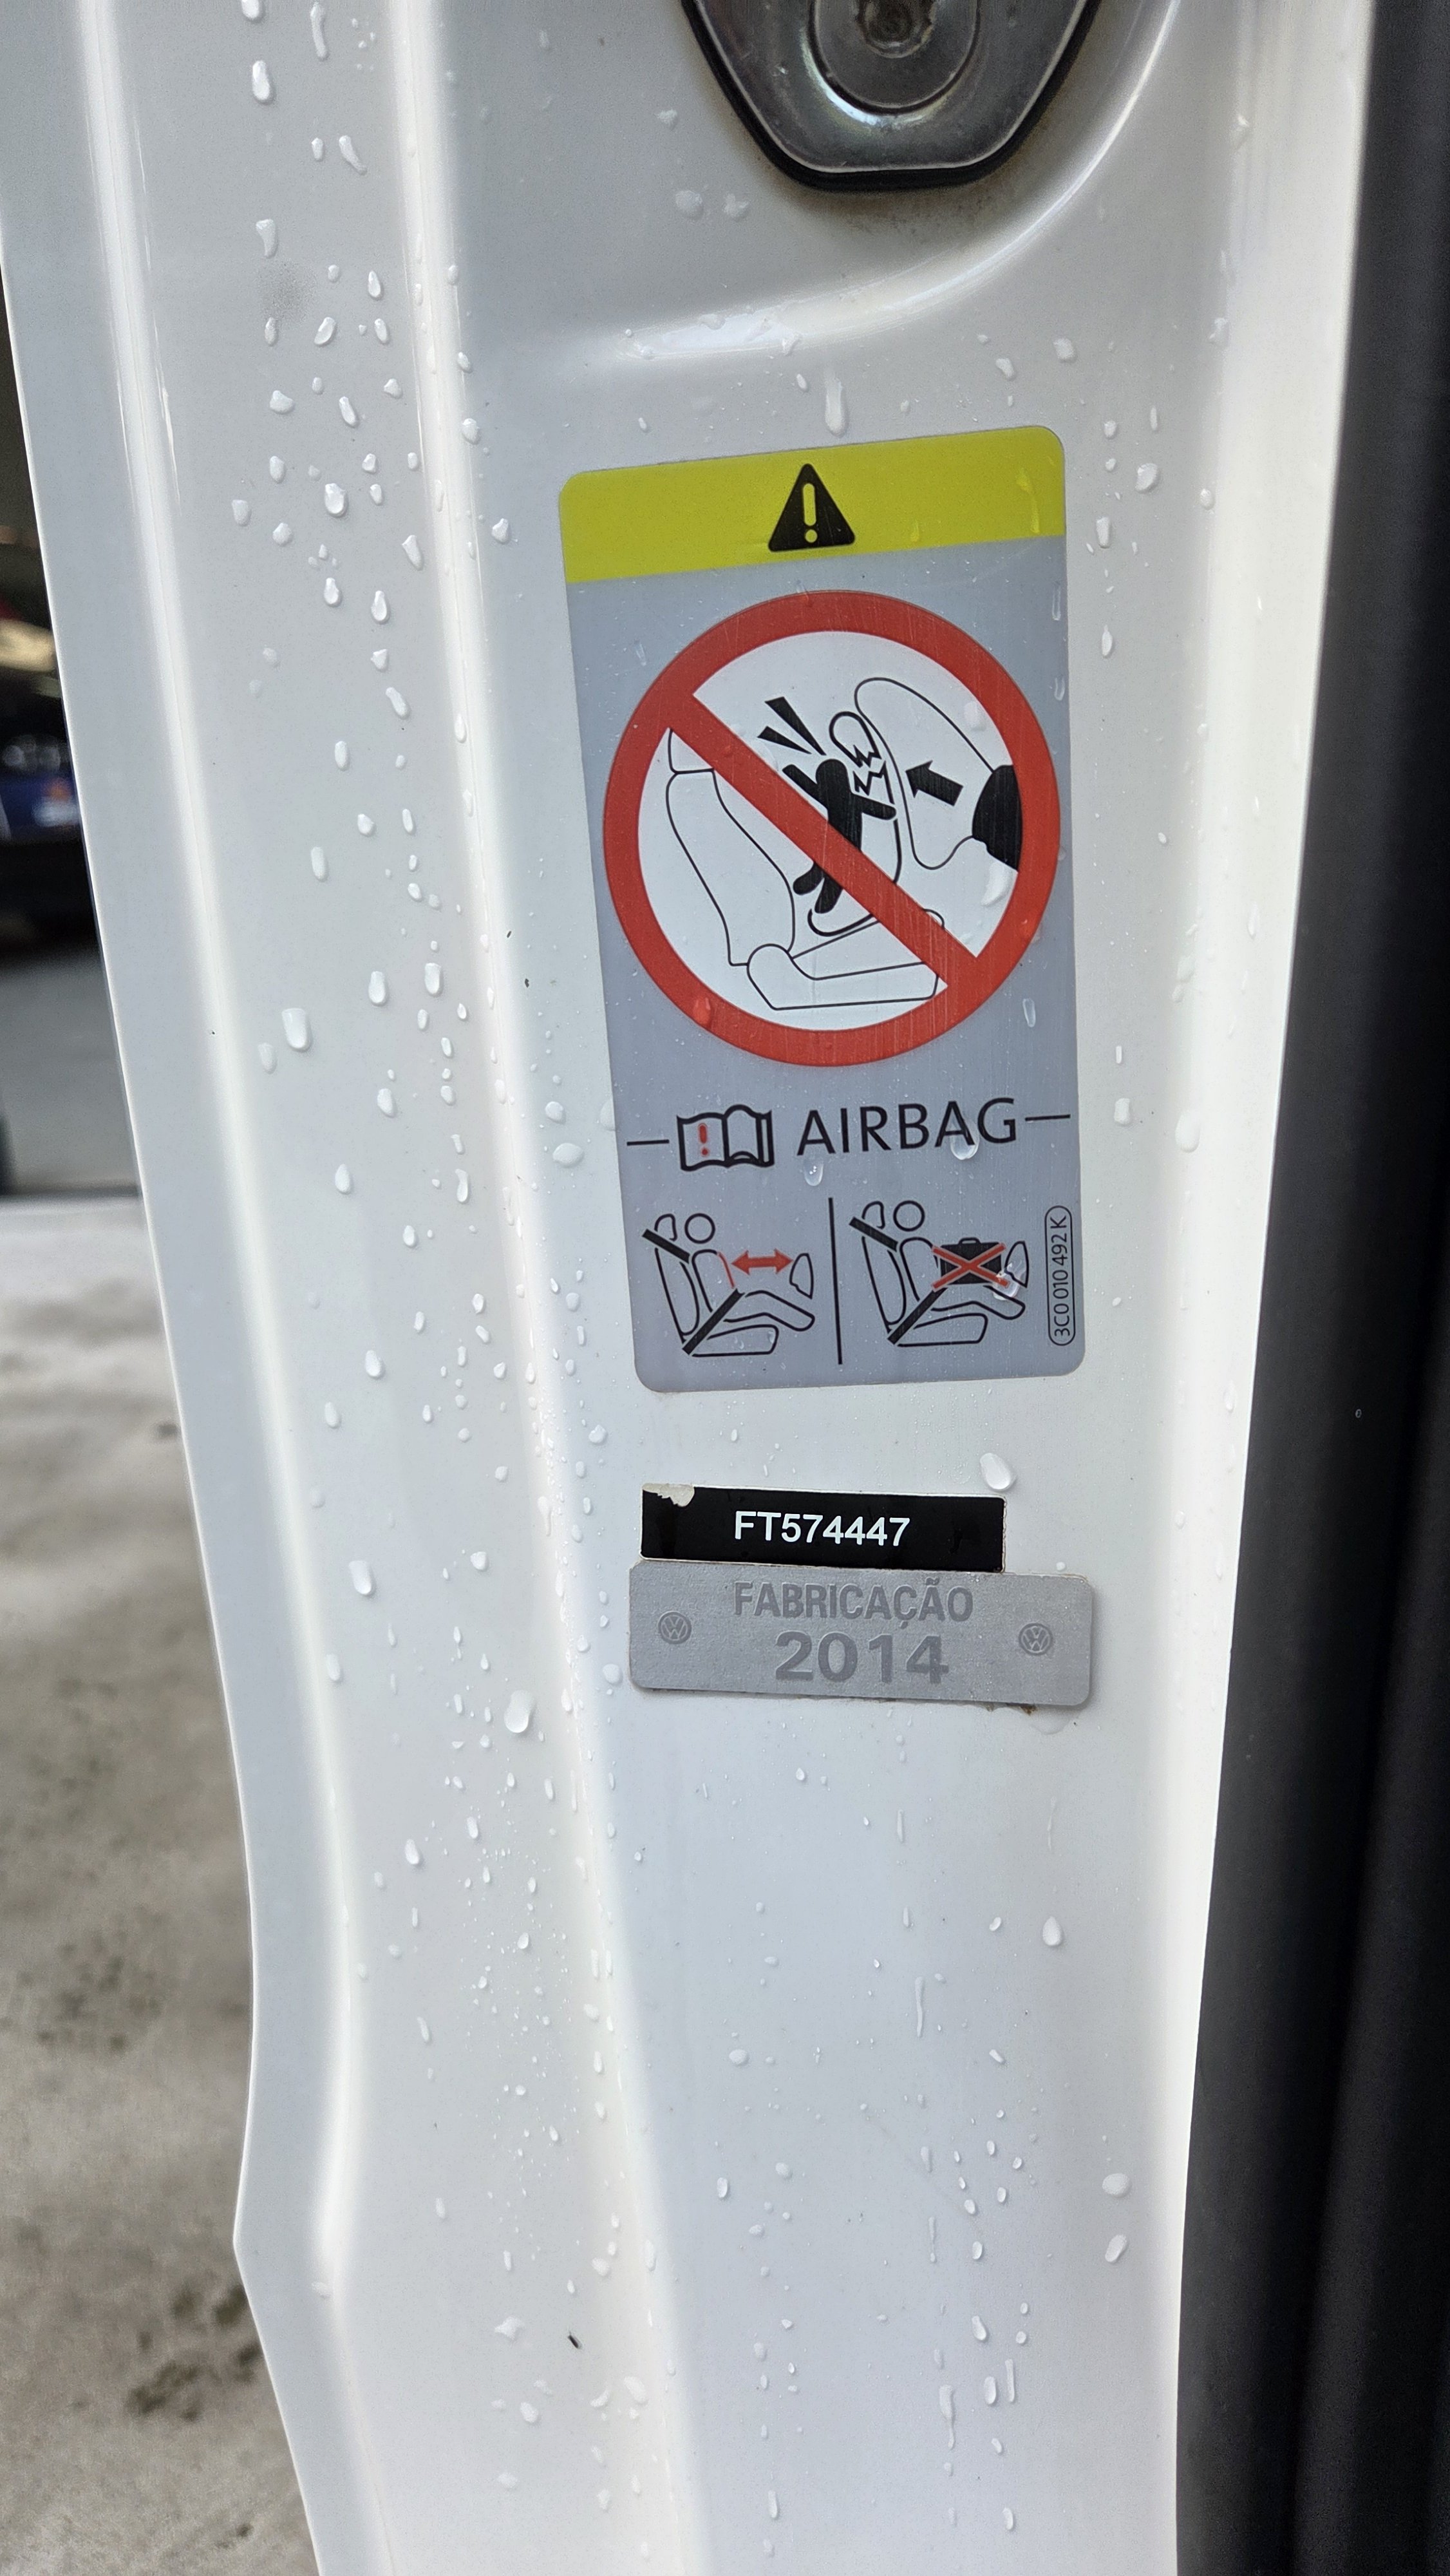 AIRBAG
3C0 010 492 K
FT574447
FABRICAÇÃO
2014